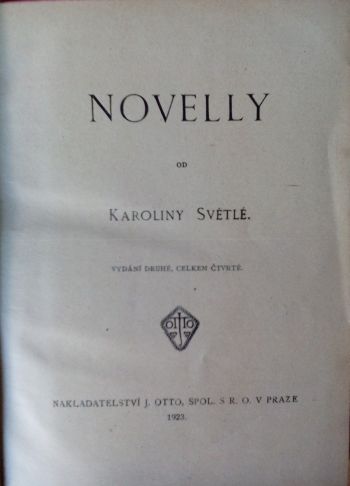 NOVELLY
OD
KAROLINY SVĚTLÉ.
VYDÁNÍ DRUHÉ, CELKEM ČTVRTÉ.
OTTO
NAKLADATELSTVÍ J. OTTO, SPOL. S R. O. V PRAZE
1923.